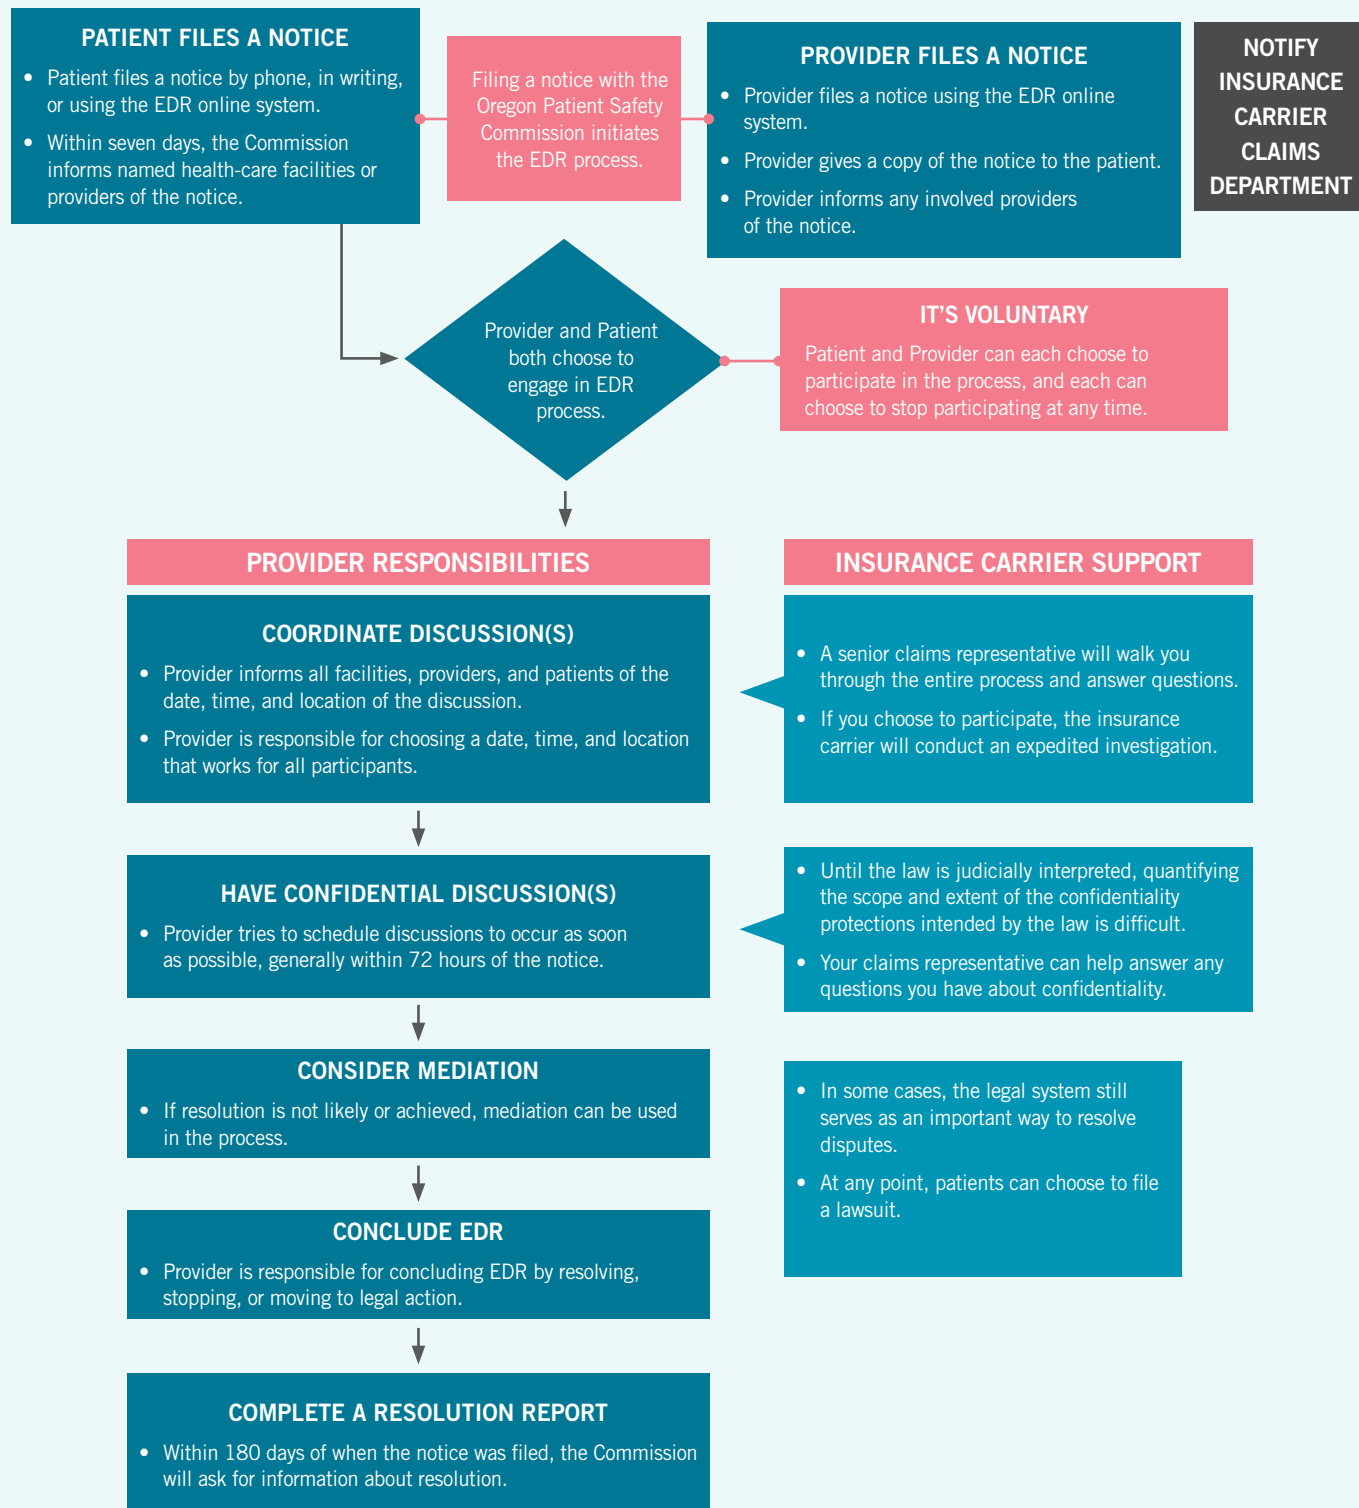 PATIENT FILES A NOTICE
• Patient files a notice by phone, in writing,
or using the EDR online system.
• Within seven days, the Commission
informs named health-care facilities or
providers of the notice.
Filing a notice with the
Oregon Patient Safety
Commission initiates
the EDR process.
PROVIDER FILES A NOTICE
• Provider files a notice using the EDR online
system.
• Provider gives a copy of the notice to the patient.
• Provider informs any involved providers
of the notice.
NOTIFY
INSURANCE
CARRIER
CLAIMS
DEPARTMENT
Provider and Patient
both choose to
engage in EDR
process.
IT’S VOLUNTARY
Patient and Provider can each choose to
participate in the process, and each can
choose to stop participating at any time.
PROVIDER RESPONSIBILITIES
COORDINATE DISCUSSION(S)
• Provider informs all facilities, providers, and patients of the
date, time, and location of the discussion.
• Provider is responsible for choosing a date, time, and location
that works for all participants.
HAVE CONFIDENTIAL DISCUSSION(S)
• Provider tries to schedule discussions to occur as soon
as possible, generally within 72 hours of the notice.
CONSIDER MEDIATION
• If resolution is not likely or achieved, mediation can be used
in the process.
CONCLUDE EDR
• Provider is responsible for concluding EDR by resolving,
stopping, or moving to legal action.
COMPLETE A RESOLUTION REPORT
• Within 180 days of when the notice was filed, the Commission
will ask for information about resolution.
INSURANCE CARRIER SUPPORT
• A senior claims representative will walk you
through the entire process and answer questions.
• If you choose to participate, the insurance
carrier will conduct an expedited investigation.
• Until the law is judicially interpreted, quantifying
the scope and extent of the confidentiality
protections intended by the law is difficult.
• Your claims representative can help answer any
questions you have about confidentiality.
• In some cases, the legal system still
serves as an important way to resolve
disputes.
• At any point, patients can choose to file
a lawsuit.